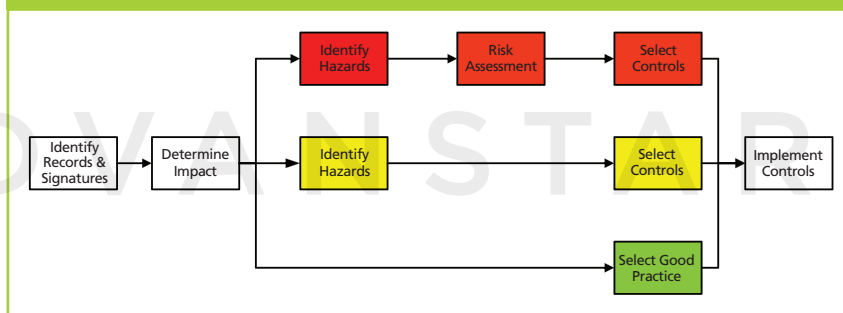 Identify
Hazards
Risk
Assessment
Select
Controls
OVANSTAR
Identify
Records &
Signatures
Determine
Impact
Identify
Hazards
Select
Controls
Implement
Controls
Select Good
Practice